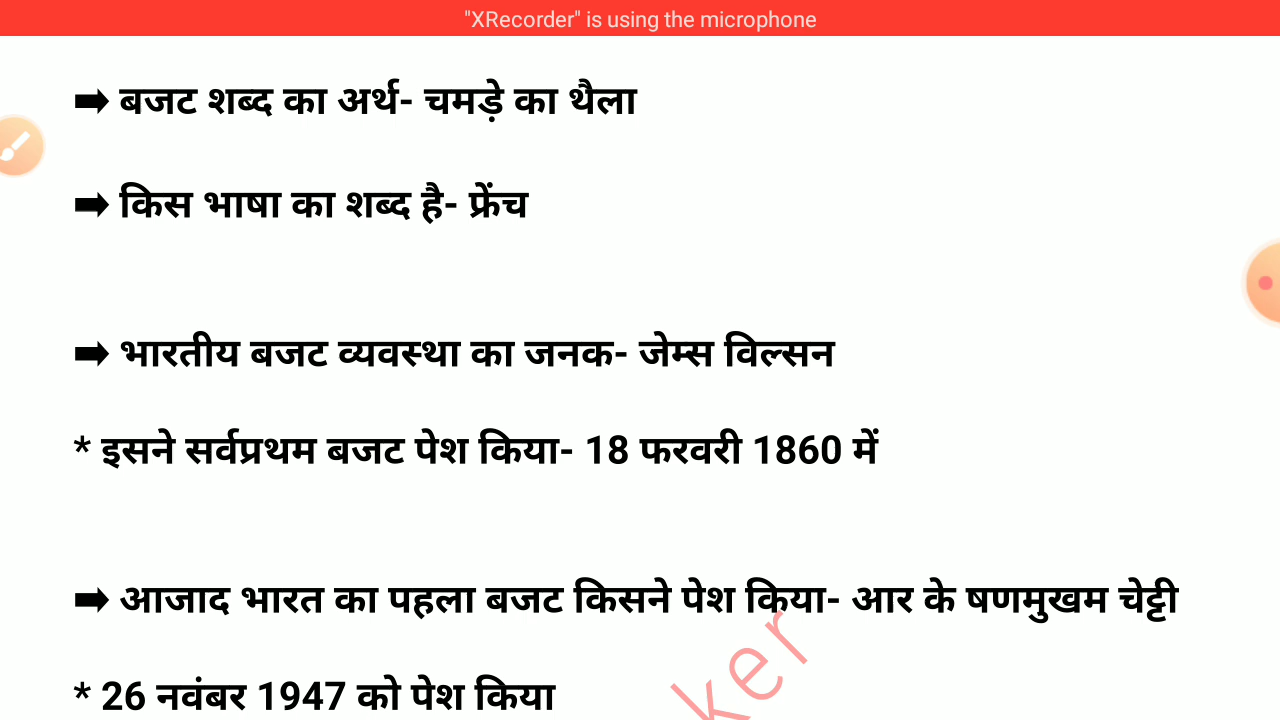 "XRecorder" is using the microphone
➡ बजट शब्द का अर्थ- चमड़े का थैला
➡ किस भाषा का शब्द है- फ्रेंच
➡ भारतीय बजट व्यवस्था का जनक- जेम्स विल्सन
* इसने सर्वप्रथम बजट पेश किया- 18 फरवरी 1860 में
➡ आजाद भारत का पहला बजट किसने पेश किया- आर के षणमुखम चेट्टी
* 26 नवंबर 1947 को पेश किया
ker